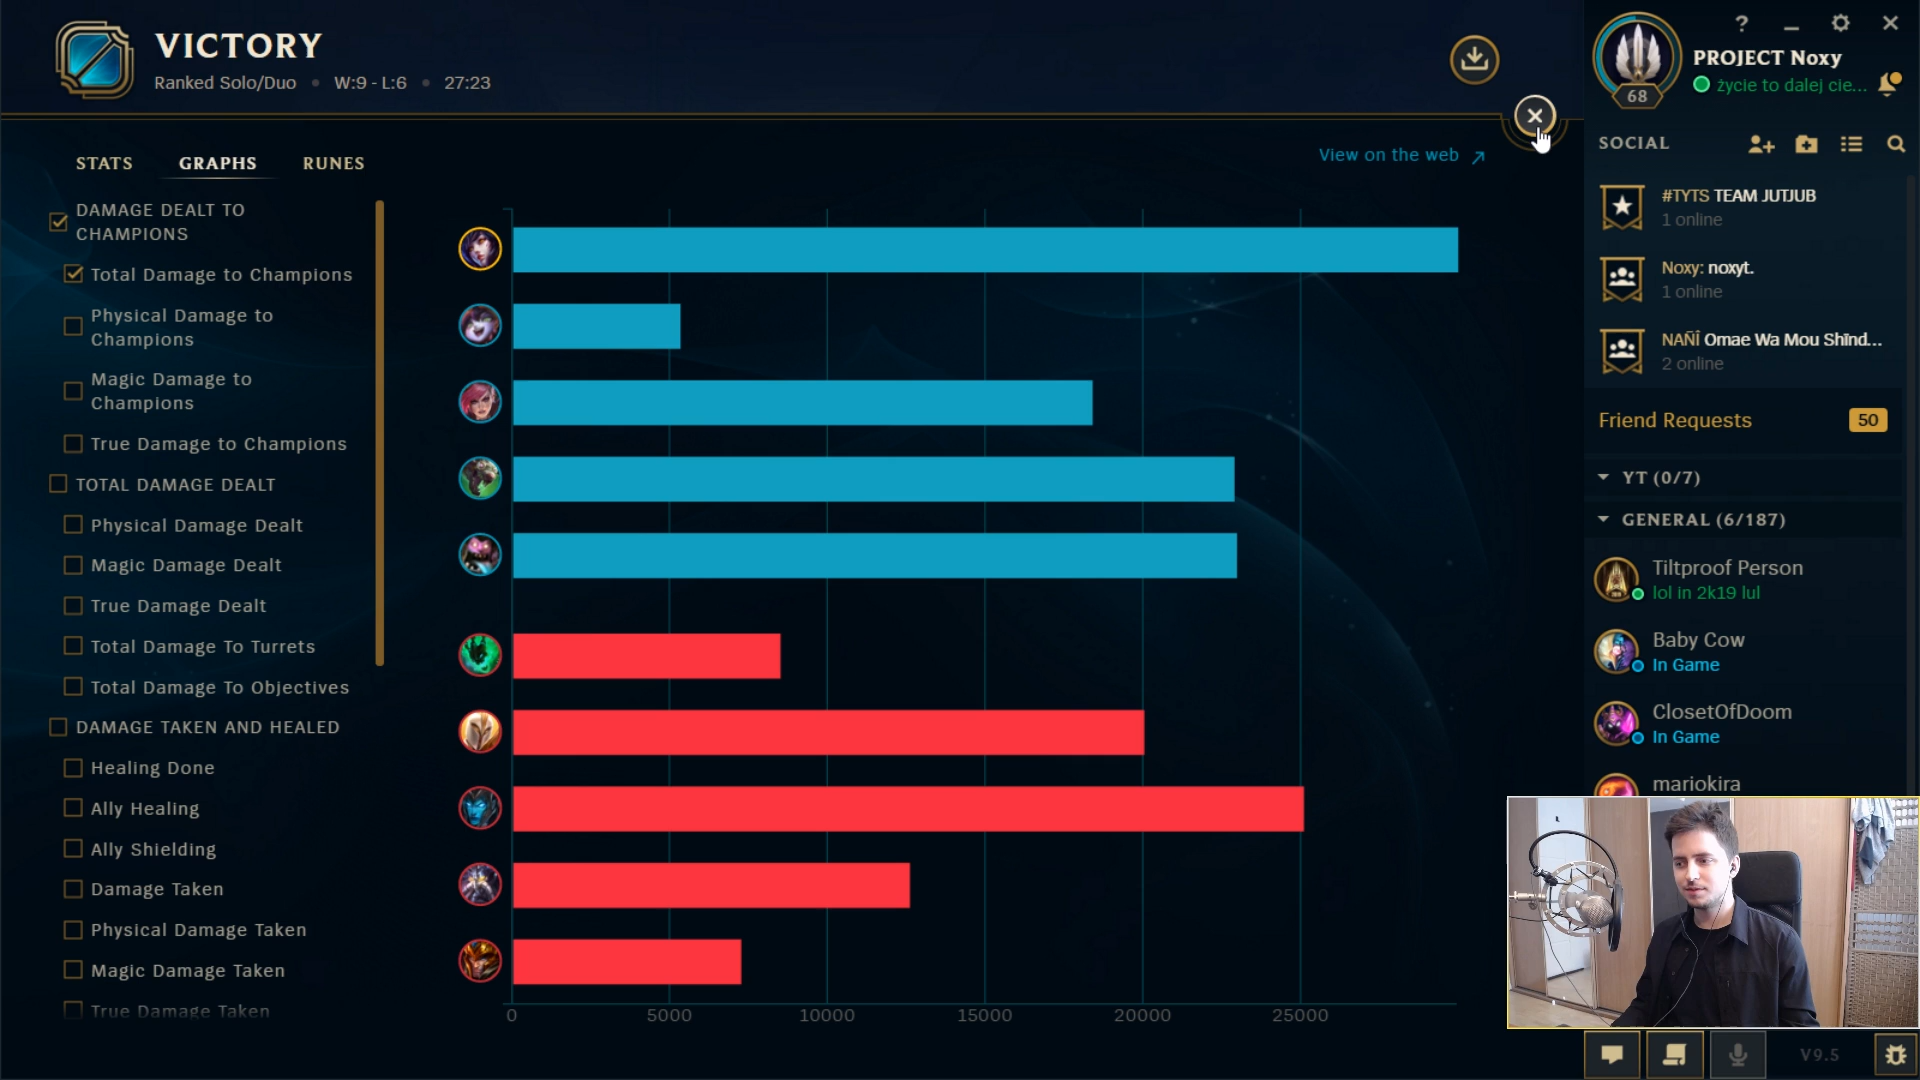 VICTORY
Ranked Solo/Duo • W:9 - L:6 • 27:23
STATS GRAPHS RUNES
View on the web
DAMAGE DEALT TO
CHAMPIONS
Total Damage to Champions
Physical Damage to
Champions
Magic Damage to
Champions
True Damage to Champions
TOTAL DAMAGE DEALT
Physical Damage Dealt
Magic Damage Dealt
True Damage Dealt
Total Damage To Turrets
Total Damage To Objectives
DAMAGE TAKEN AND HEALED
Healing Done
Ally Healing
Ally Shielding
Damage Taken
Physical Damage Taken
Magic Damage Taken
True Damage Taken
0 5000 10000 15000 20000 25000
?
PROJECT Noxy
życie to dalej cie...
68
SOCIAL
#TYTS TEAM JUTJUB
1 online
Noxy: noxyt.
1 online
NAÑÎ Omae Wa Mou Shīnd...
2 online
Friend Requests 50
YT (0/7)
GENERAL (6/187)
Tiltproof Person
lol in 2k19 lul
Baby Cow
In Game
ClosetOfDoom
In Game
mariokira
V9.5